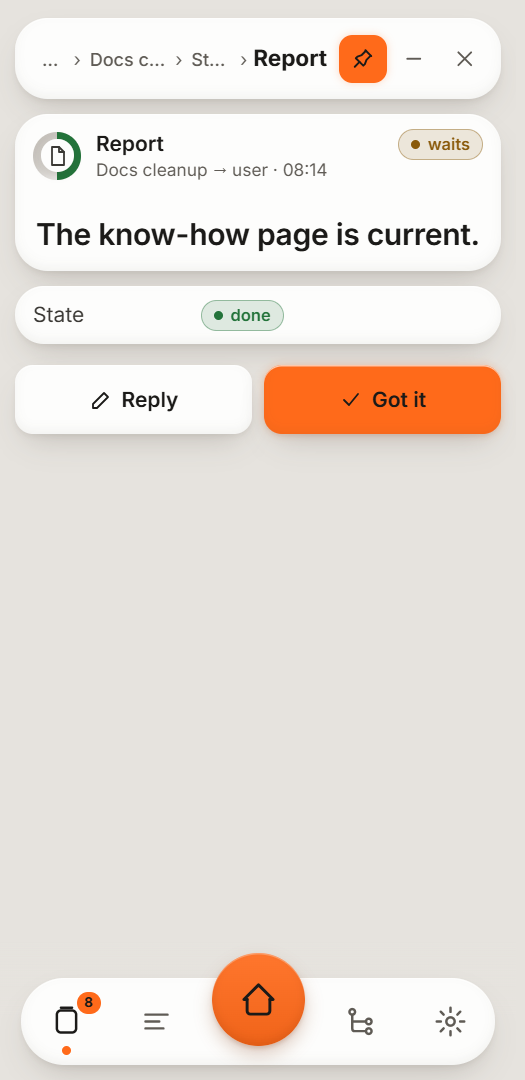 ... › Docs c... › St... › Report
Report
waits
Docs cleanup → user · 08:14
The know-how page is current.
State
done
Reply
Got it
8